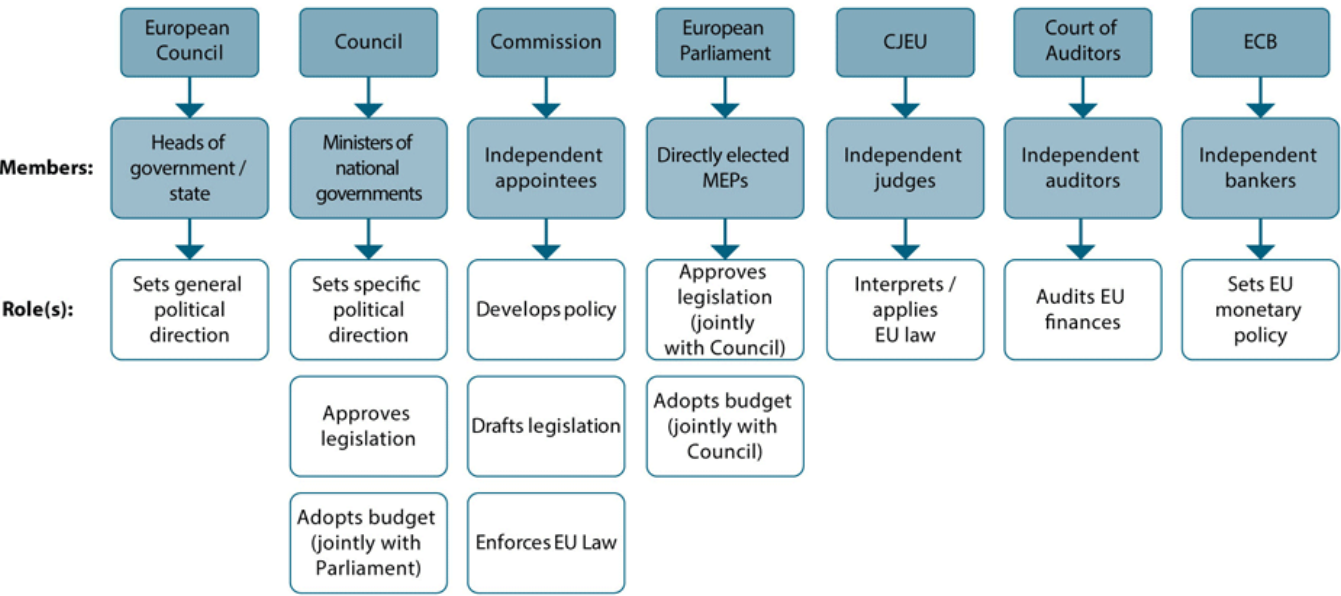 European
Council
Council
Commission
European
Parliament
CJEU
Court of
Auditors
ECB
Members:
Heads of
government /
state
Ministers of
national
governments
Independent
appointees
Directly elected
MEPs
Independent
judges
Independent
auditors
Independent
bankers
Role(s):
Sets general
political
direction
Sets specific
political
direction
Develops policy
Approves
legislation
(jointly
with Council)
Interprets /
applies
EU law
Audits EU
finances
Sets EU
monetary
policy
Approves
legislation
Drafts legislation
Adopts budget
(jointly with
Council)
Adopts budget
(jointly with
Parliament)
Enforces EU Law